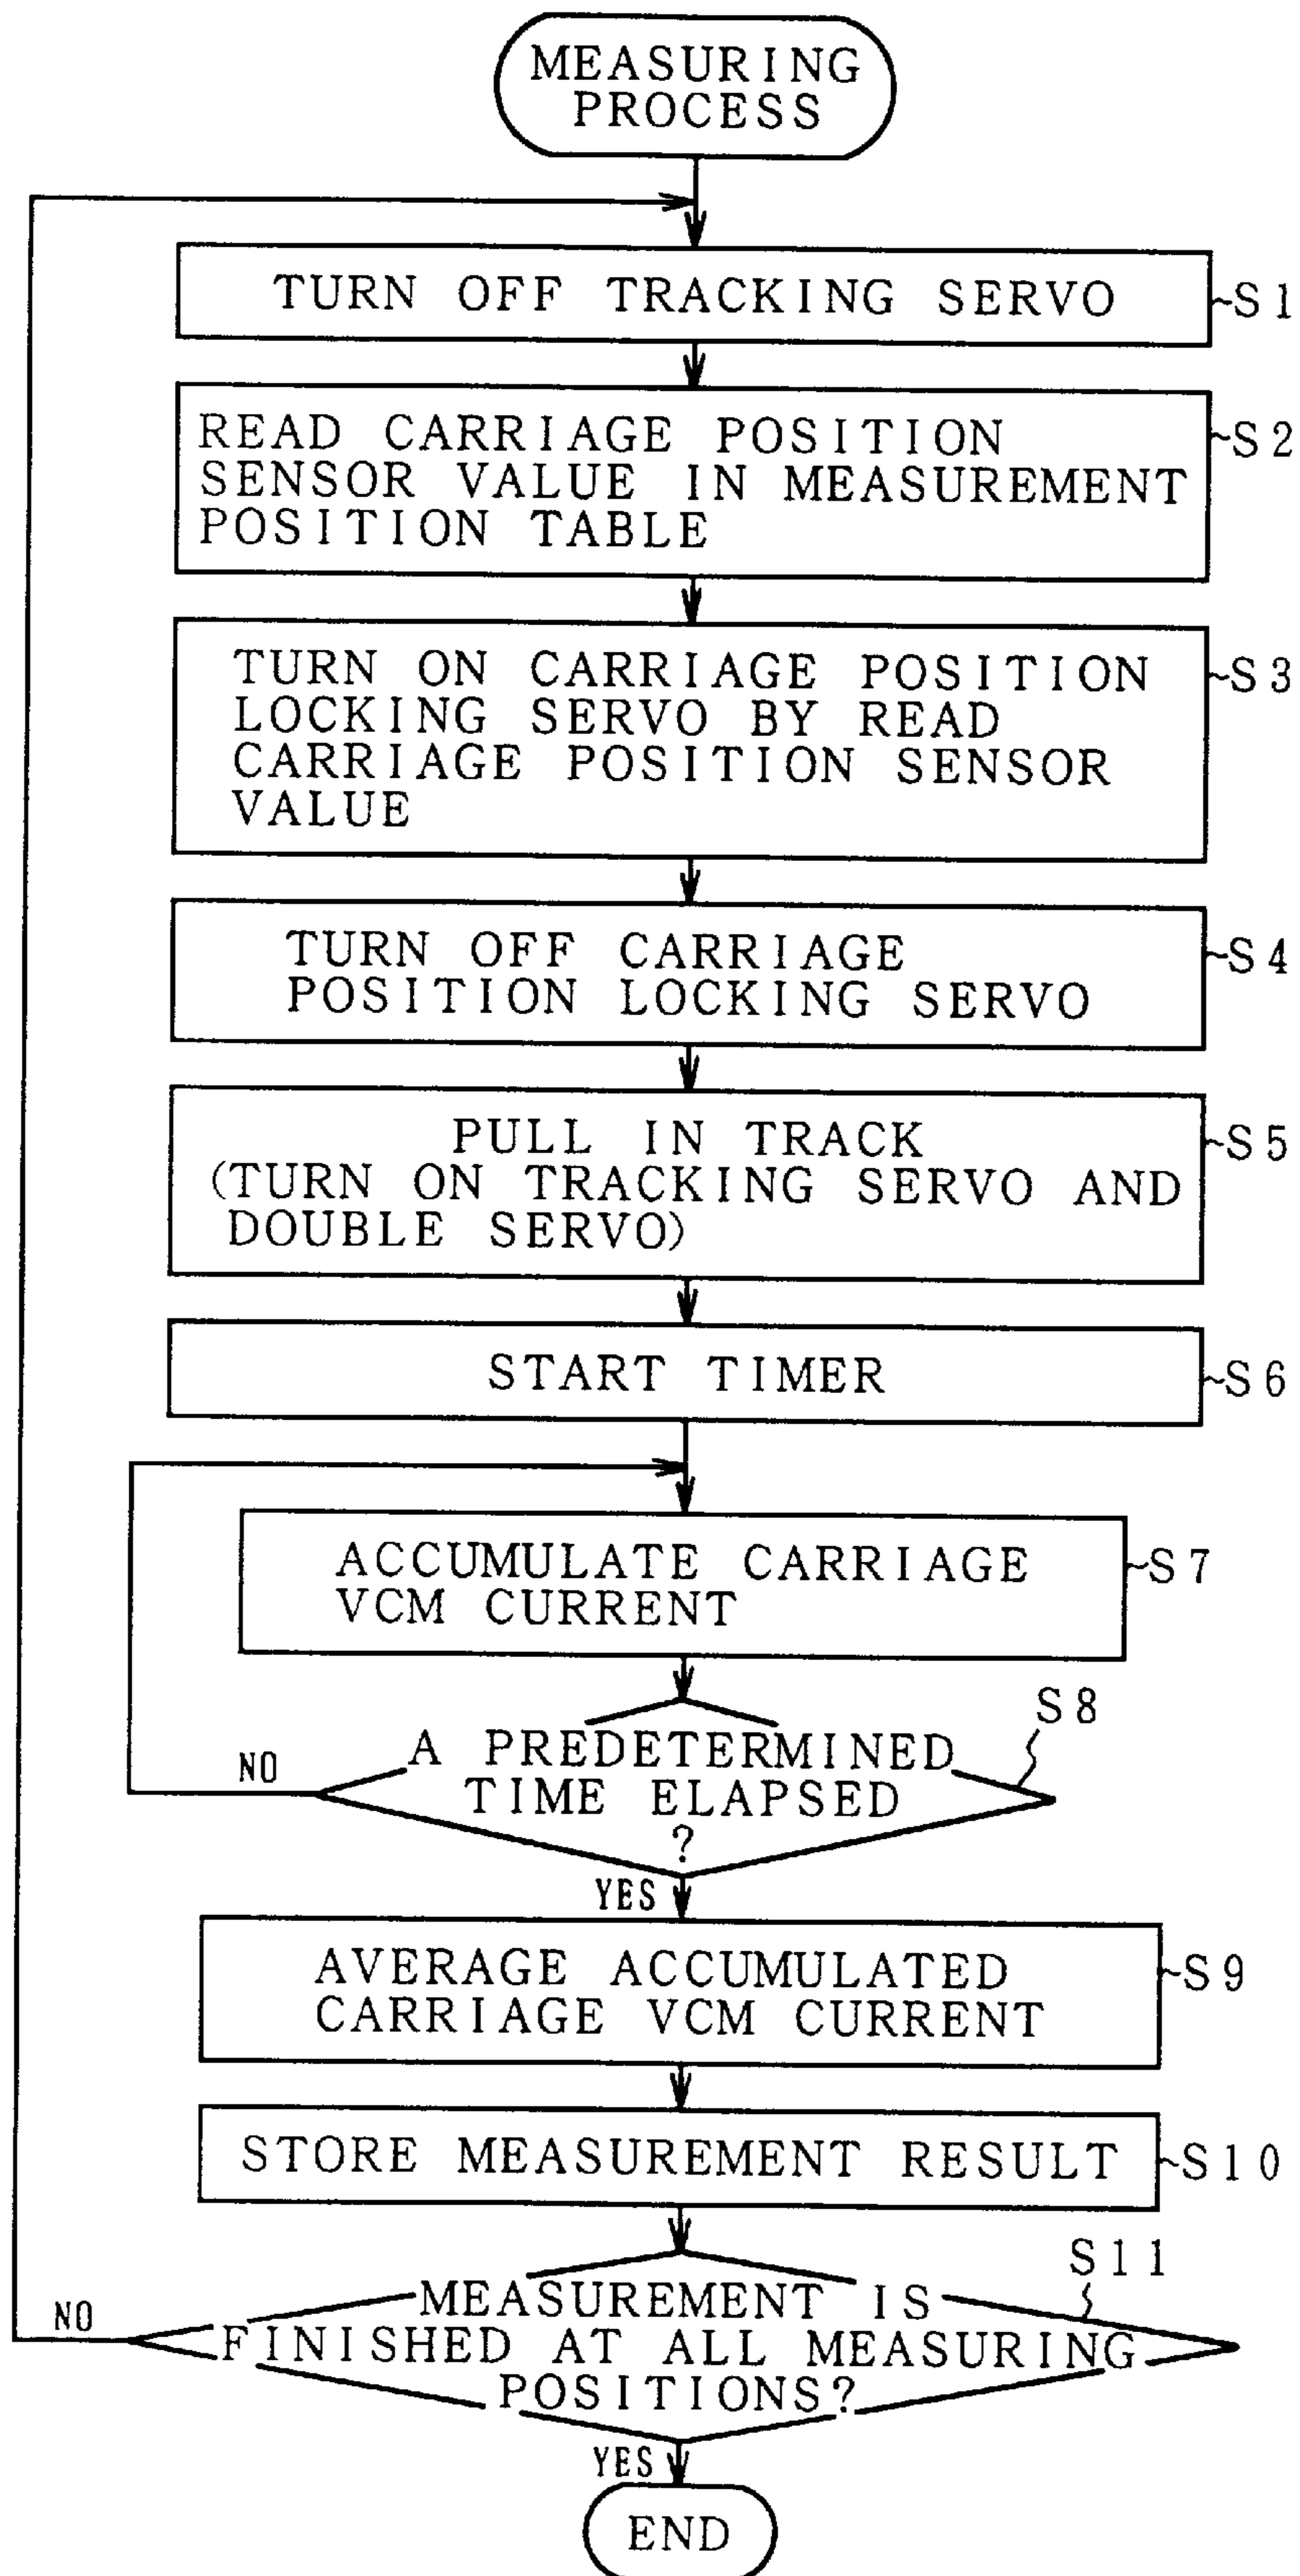 MEASURING
PROCESS
TURN OFF TRACKING SERVO
S1
READ CARRIAGE POSITION
SENSOR VALUE IN MEASUREMENT
POSITION TABLE
S2
TURN ON CARRIAGE POSITION
LOCKING SERVO BY READ
CARRIAGE POSITION SENSOR
VALUE
S3
TURN OFF CARRIAGE
POSITION LOCKING SERVO
S4
PULL IN TRACK
(TURN ON TRACKING SERVO AND
DOUBLE SERVO)
S5
START TIMER
S6
ACCUMULATE CARRIAGE
VCM CURRENT
S7
S8
A PREDETERMINED
TIME ELAPSED
?
NO
YES
AVERAGE ACCUMULATED
CARRIAGE VCM CURRENT
S9
STORE MEASUREMENT RESULT
S10
S11
MEASUREMENT IS
FINISHED AT ALL MEASURING
POSITIONS?
NO
YES
END